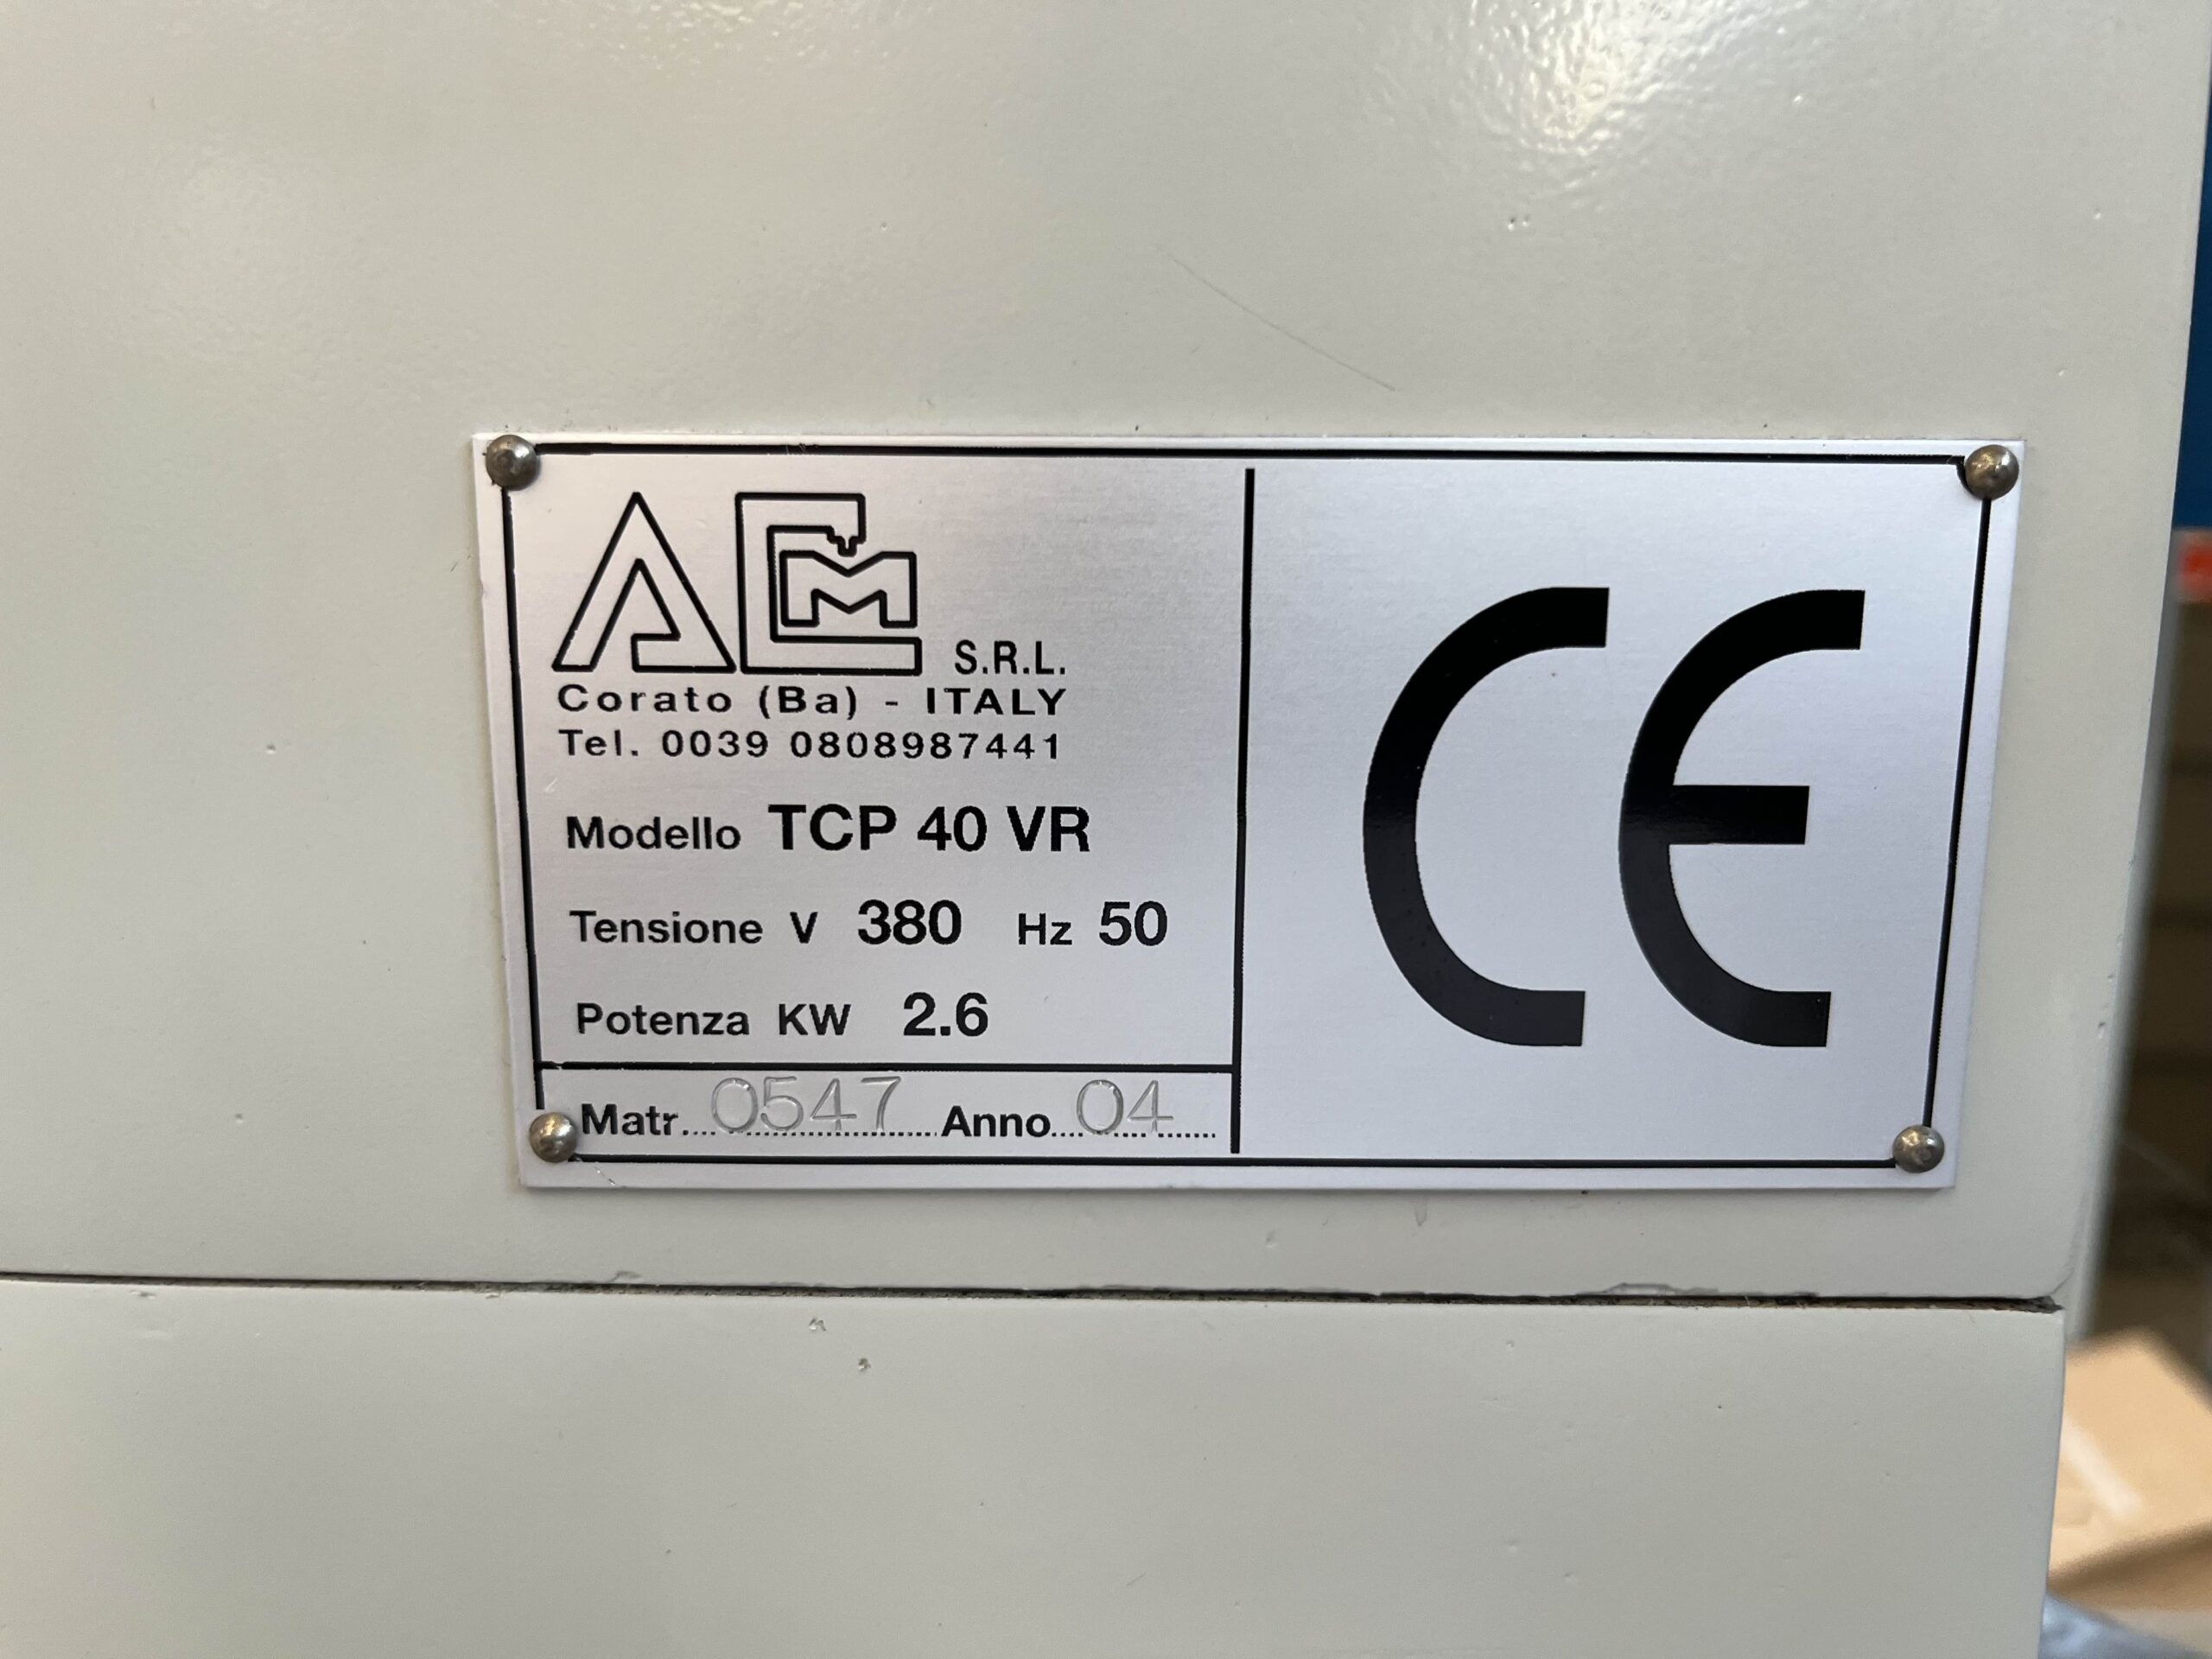 ACM S.R.L.
Corato (Ba) - ITALY
Tel. 0039 0808987441
Modello TCP 40 VR
Tensione V 380 Hz 50
Potenza KW 2.6
Matr. 0547 Anno 04
CE